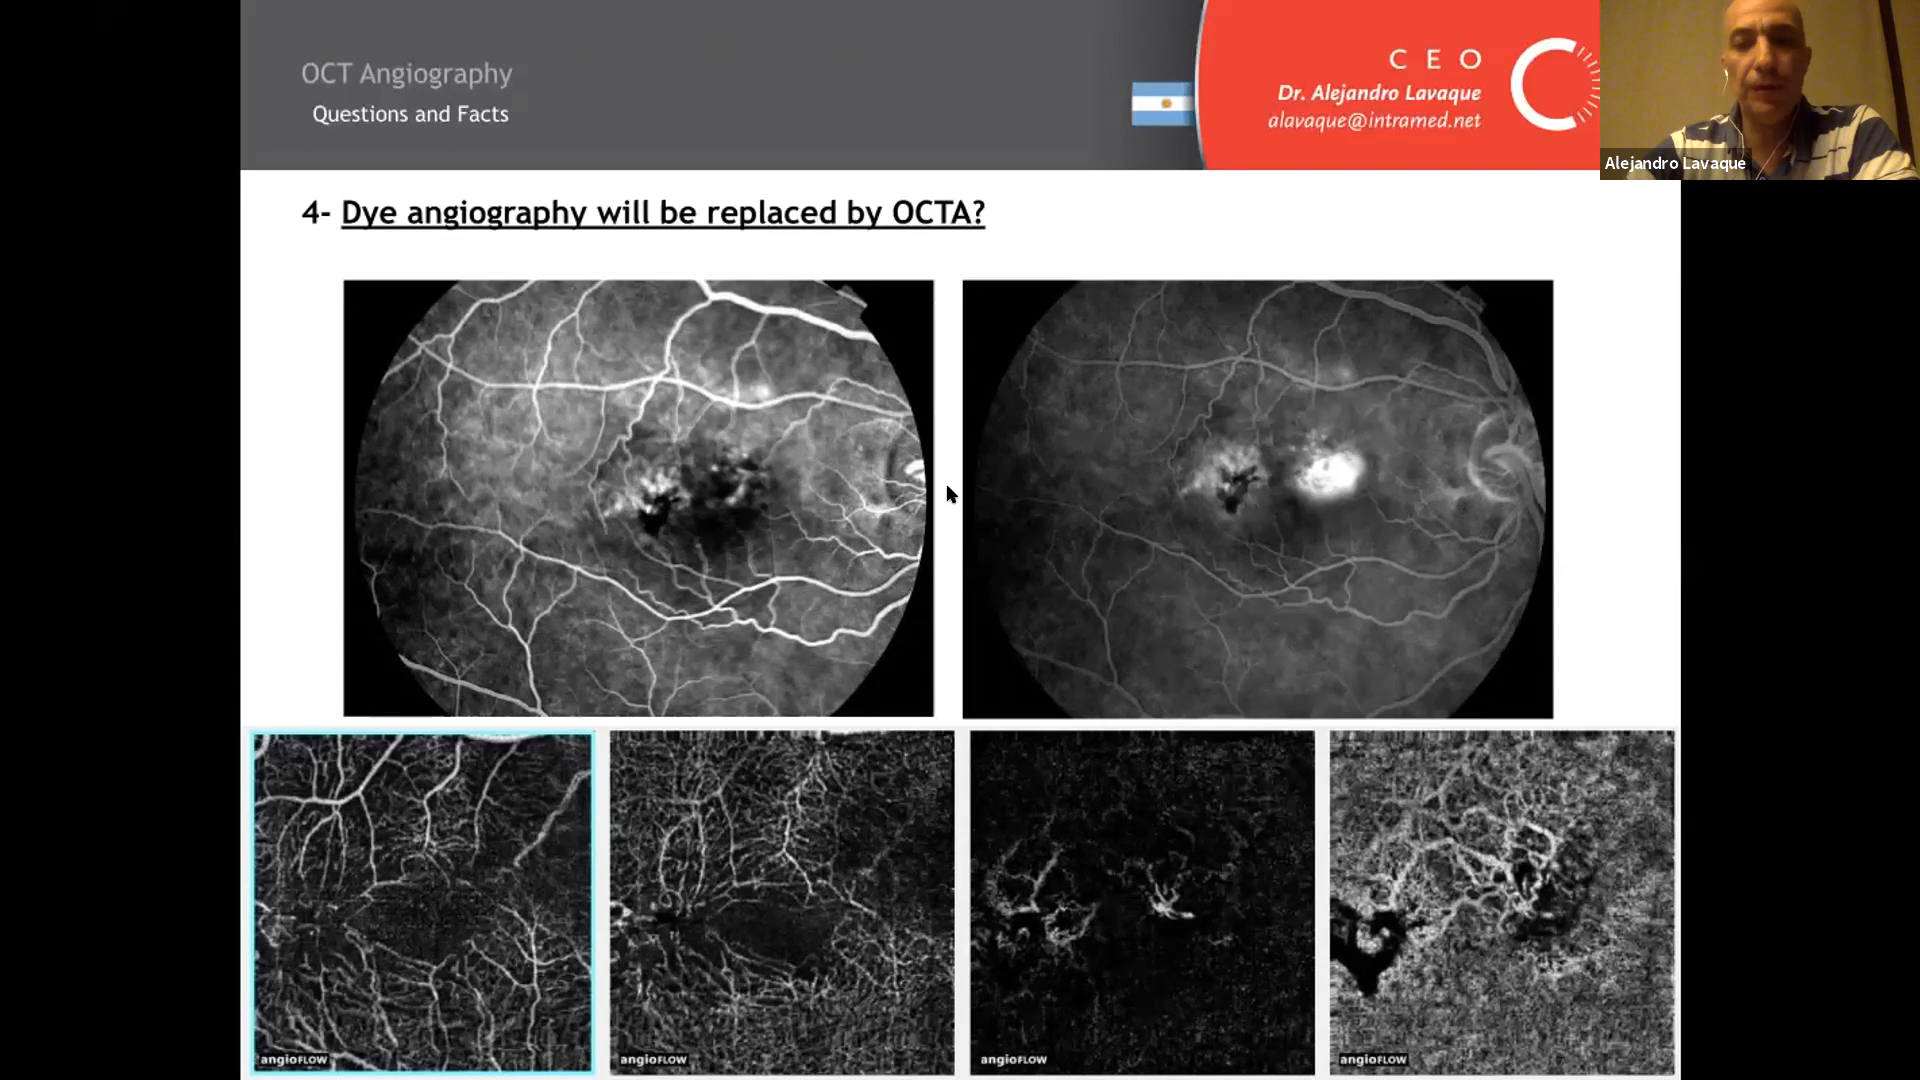 OCT Angiography
Questions and Facts
CEO
Dr. Alejandro Lavaque
alavaque@intramed.net
Alejandro Lavaque
4- Dye angiography will be replaced by OCTA?
angioFLOW
angioFLOW
angioFLOW
angioFLOW